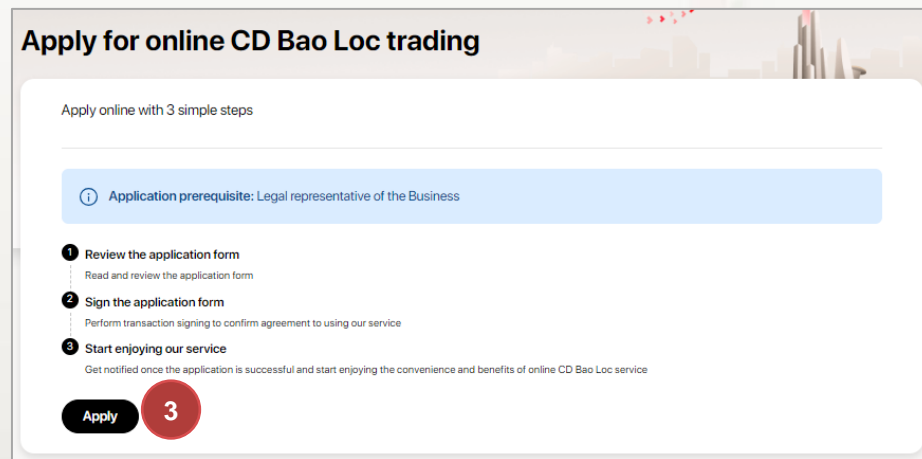 Apply for online CD Bao Loc trading
Apply online with 3 simple steps
Application prerequisite: Legal representative of the Business
1 Review the application form
Read and review the application form
2 Sign the application form
Perform transaction signing to confirm agreement to using our service
3 Start enjoying our service
Get notified once the application is successful and start enjoying the convenience and benefits of online CD Bao Loc service
Apply 3